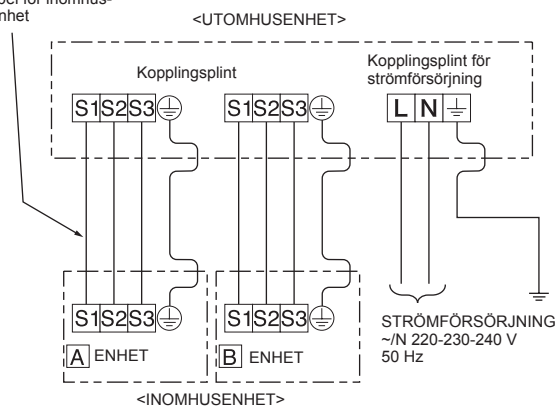 enhet
<UTOMHUSENHET>
Kopplingsplint
Kopplingsplint för
strömförsörjning
S1 S2 S3
S1 S2 S3
L N
S1 S2 S3
S1 S2 S3
A ENHET
B ENHET
STRÖMFÖRSÖRJNING
~/N 220-230-240 V
50 Hz
<INOMHUSENHET>